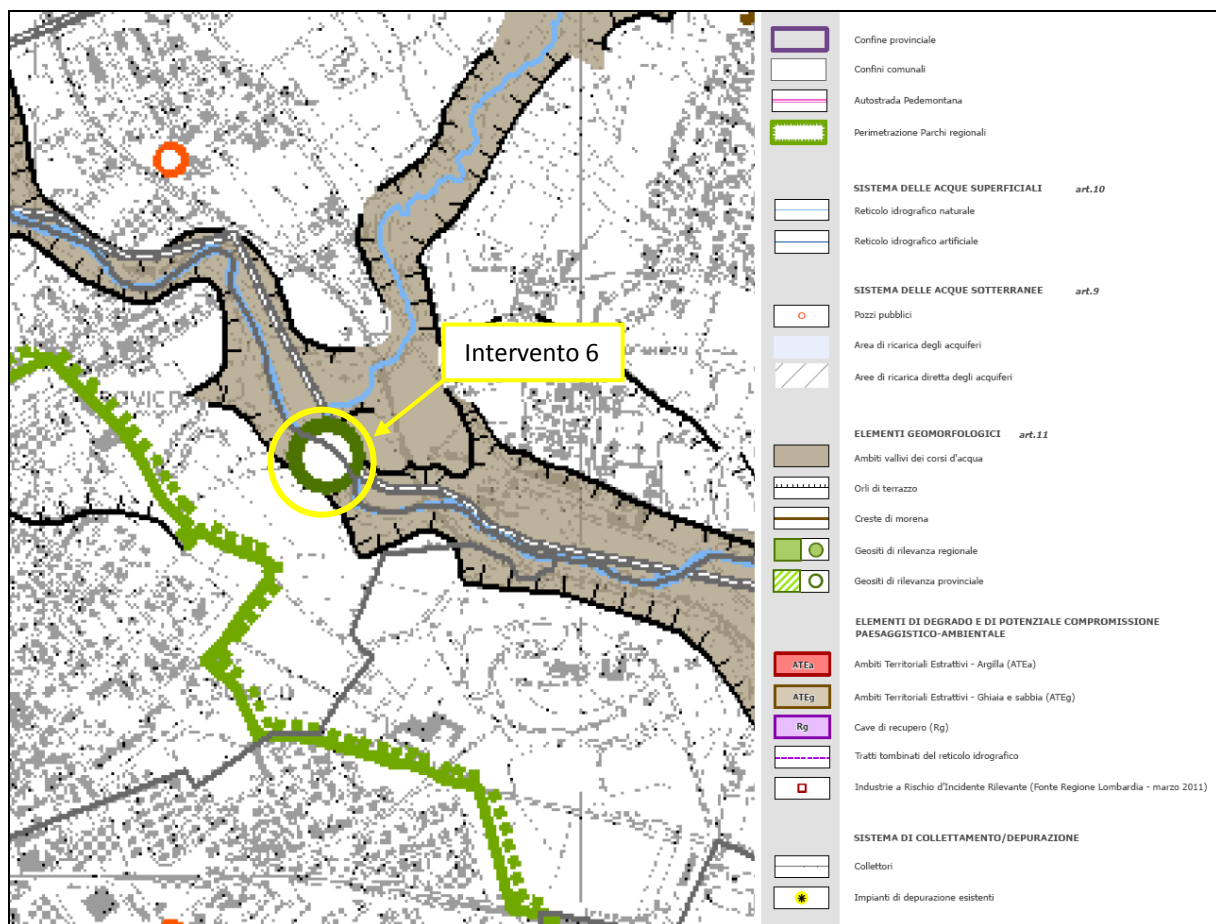 Intervento 6
Confine provinciale
Confini comunali
Autostrada Pedemontana
Perimetrazione Parchi regionali
SISTEMA DELLE ACQUE SUPERFICIALI art.10
Reticolo idrografico naturale
Reticolo idrografico artificiale
SISTEMA DELLE ACQUE SOTTERRANEE art.9
Pozzi pubblici
Area di ricarica degli acquiferi
Aree di ricarica diretta degli acquiferi
ELEMENTI GEOMORFOLOGICI art.11
Ambiti vallivi dei corsi d'acqua
Orli di terrazzo
Creste di morena
Geositi di rilevanza regionale
Geositi di rilevanza provinciale
ELEMENTI DI DEGRADO E DI POTENZIALE COMPROMISSIONE
PAESAGGISTICO-AMBIENTALE
ATEa Ambiti Territoriali Estrattivi - Argilla (ATEa)
ATEg Ambiti Territoriali Estrattivi - Ghiaia e sabbia (ATEg)
Rg Cave di recupero (Rg)
Tratti tombinati del reticolo idrografico
Industrie a Rischio d'Incidente Rilevante (Fonte Regione Lombardia - marzo 2011)
SISTEMA DI COLLETTAMENTO/DEPURAZIONE
Collettori
Impianti di depurazione esistenti